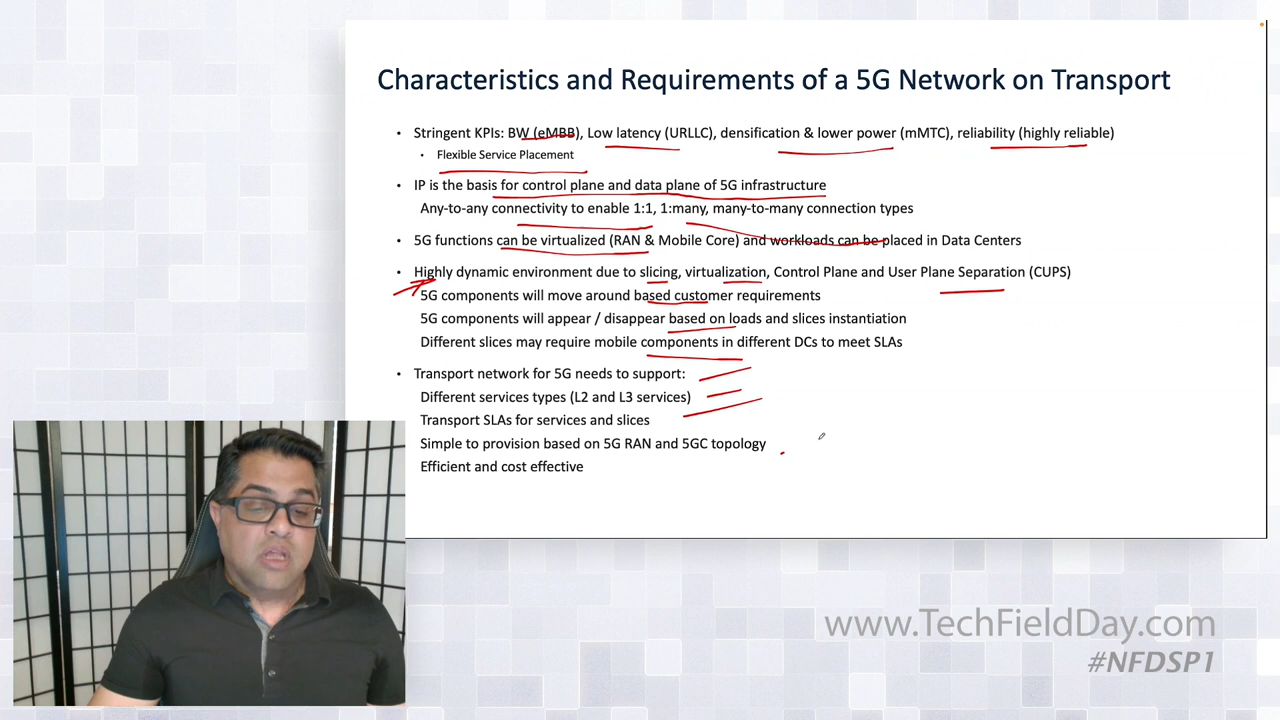 Characteristics and Requirements of a 5G Network on Transport
• Stringent KPIs: BW (eMBB), Low latency (URLLC), densification & lower power (mMTC), reliability (highly reliable)
• Flexible Service Placement
• IP is the basis for control plane and data plane of 5G infrastructure
Any-to-any connectivity to enable 1:1, 1:many, many-to-many connection types
• 5G functions can be virtualized (RAN & Mobile Core) and workloads can be placed in Data Centers
• Highly dynamic environment due to slicing, virtualization, Control Plane and User Plane Separation (CUPS)
5G components will move around based customer requirements
5G components will appear / disappear based on loads and slices instantiation
Different slices may require mobile components in different DCs to meet SLAs
• Transport network for 5G needs to support:
Different services types (L2 and L3 services)
Transport SLAs for services and slices
Simple to provision based on 5G RAN and 5GC topology
Efficient and cost effective
www.TechFieldDay.com
#NFDSP1